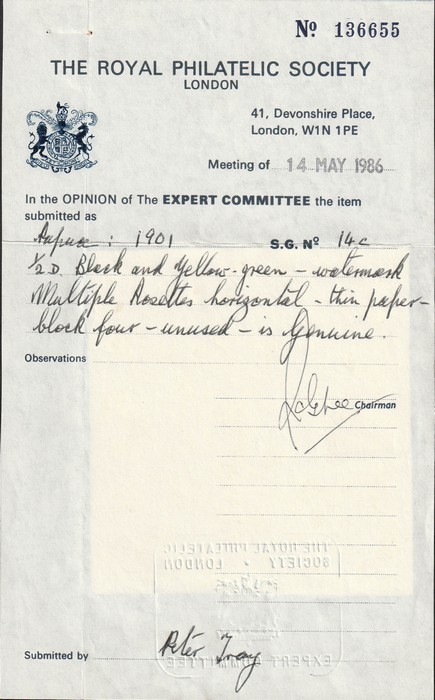 Nº 136655
THE ROYAL PHILATELIC SOCIETY
LONDON
41, Devonshire Place,
London, W1N 1PE
Meeting of 14 MAY 1986
In the OPINION of The EXPERT COMMITTEE the item
submitted as
Papua : 1901 S.G. Nº 14c
½D. Black and Yellow-green - watermark
Multiple Rosettes horizontal - thin paper -
block four - unused - is Genuine.
Observations
Chairman
THE ROYAL PHILATELIC
SOCIETY • LONDON
Submitted by Peter Troy
EXPERT COMMITTEE